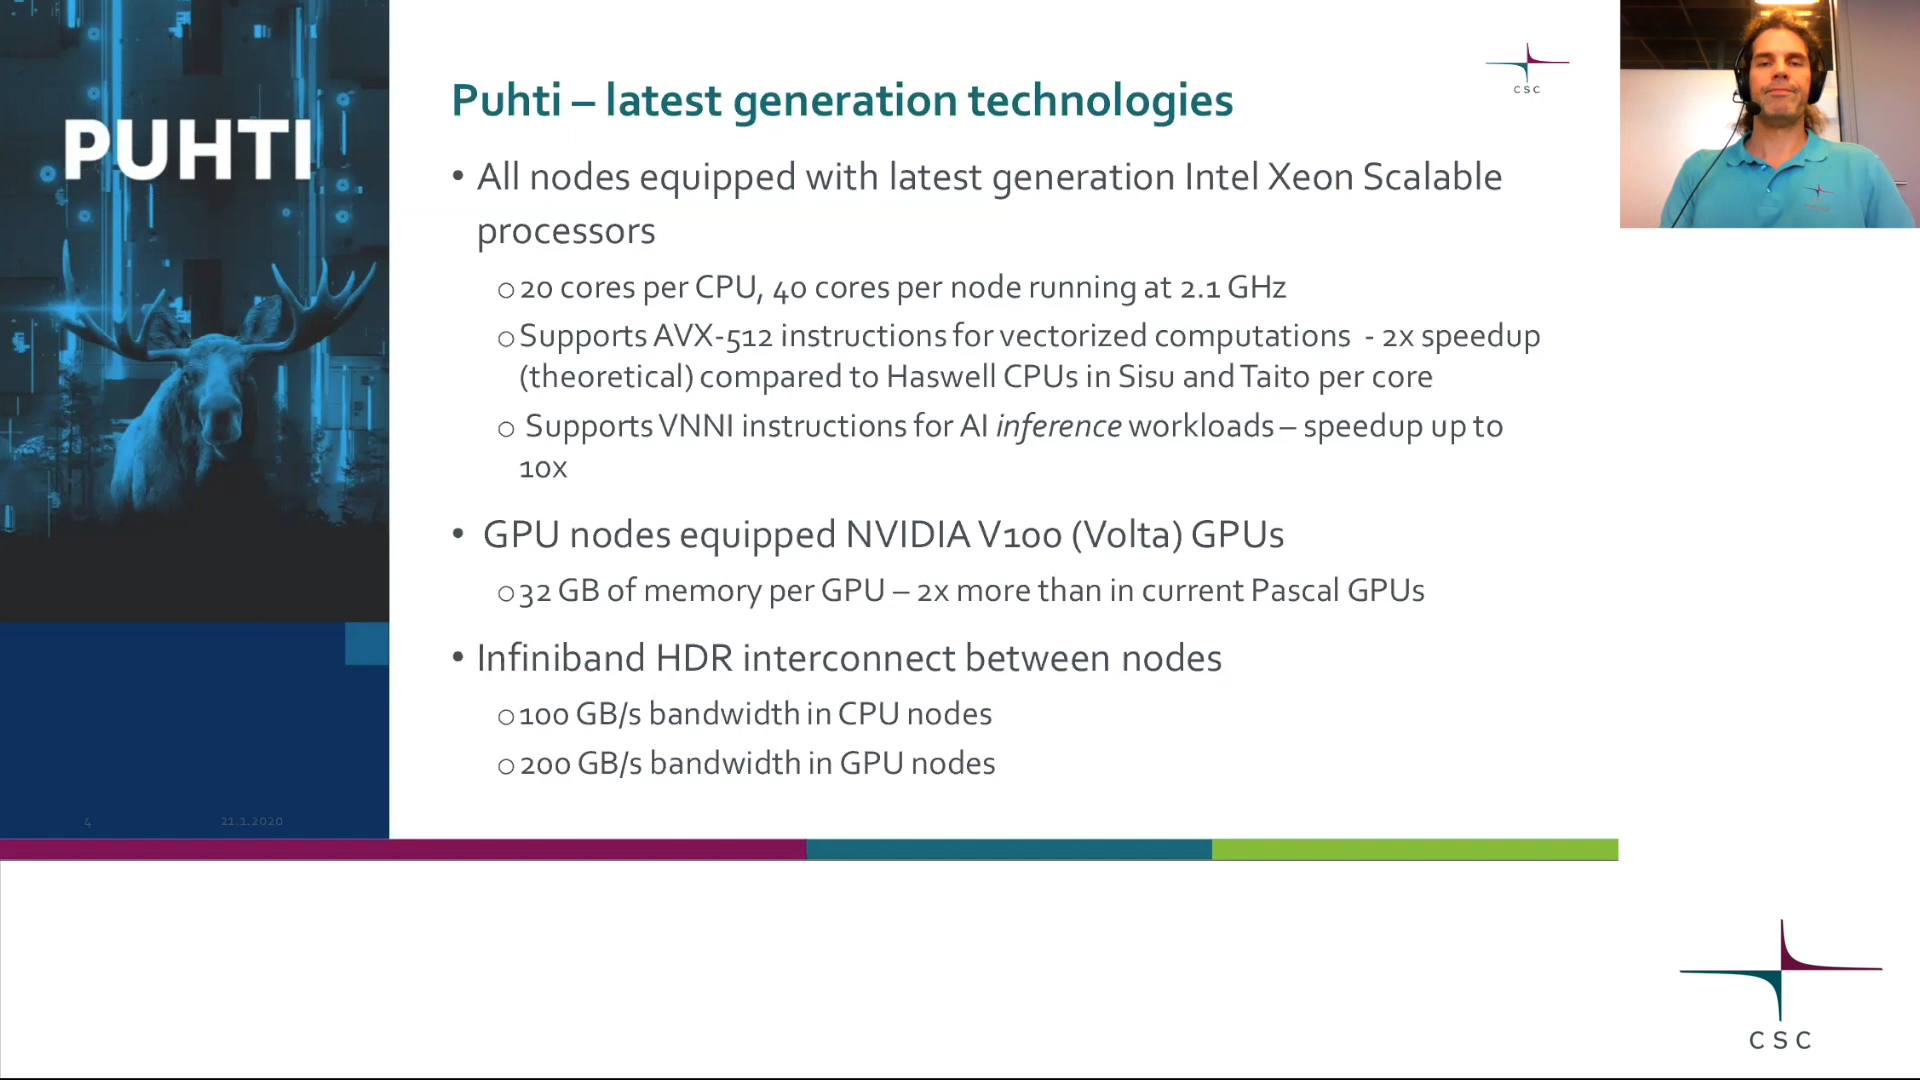 PUHTI
Puhti – latest generation technologies
CSC
• All nodes equipped with latest generation Intel Xeon Scalable
processors
o 20 cores per CPU, 40 cores per node running at 2.1 GHz
o Supports AVX-512 instructions for vectorized computations - 2x speedup
(theoretical) compared to Haswell CPUs in Sisu and Taito per core
o Supports VNNI instructions for AI inference workloads – speedup up to
10x
• GPU nodes equipped NVIDIA V100 (Volta) GPUs
o 32 GB of memory per GPU – 2x more than in current Pascal GPUs
• Infiniband HDR interconnect between nodes
o 100 GB/s bandwidth in CPU nodes
o 200 GB/s bandwidth in GPU nodes
4 21.1.2020
CSC